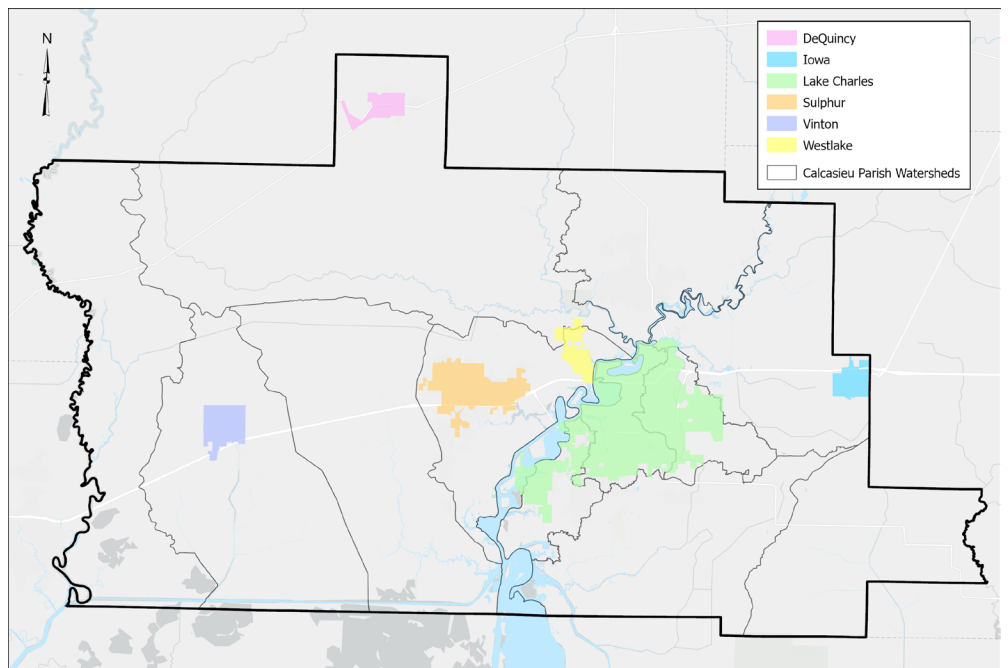 N
DeQuincy
Iowa
Lake Charles
Sulphur
Vinton
Westlake
Calcasieu Parish Watersheds